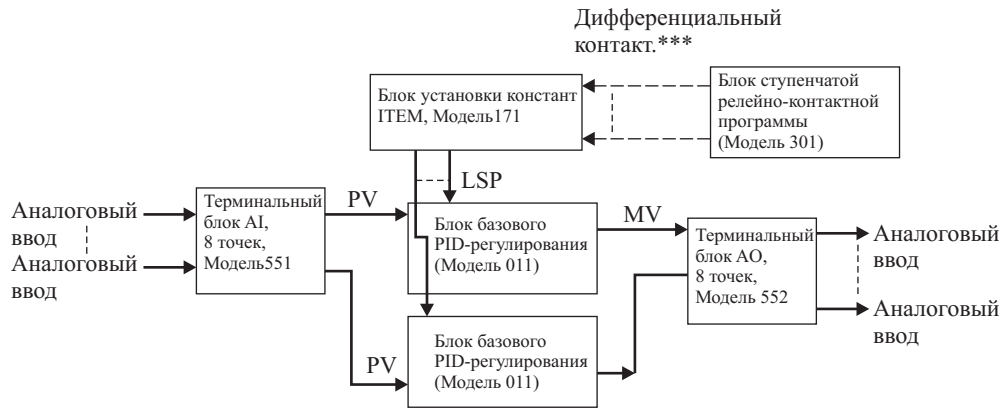 Дифференциальный
контакт.***
Блок установки констант
ITEM, Модель171
Блок ступенчатой
релейно-контактной
программы
(Модель 301)
LSP
PV
MV
Аналоговый
ввод
Аналоговый
ввод
Терминальный
блок AI,
8 точек,
Модель551
Блок базового
PID-регулирования
(Модель 011)
Терминальный
блок AO,
8 точек,
Модель 552
Аналоговый
ввод
Аналоговый
ввод
PV
Блок базового
PID-регулирования
(Модель 011)